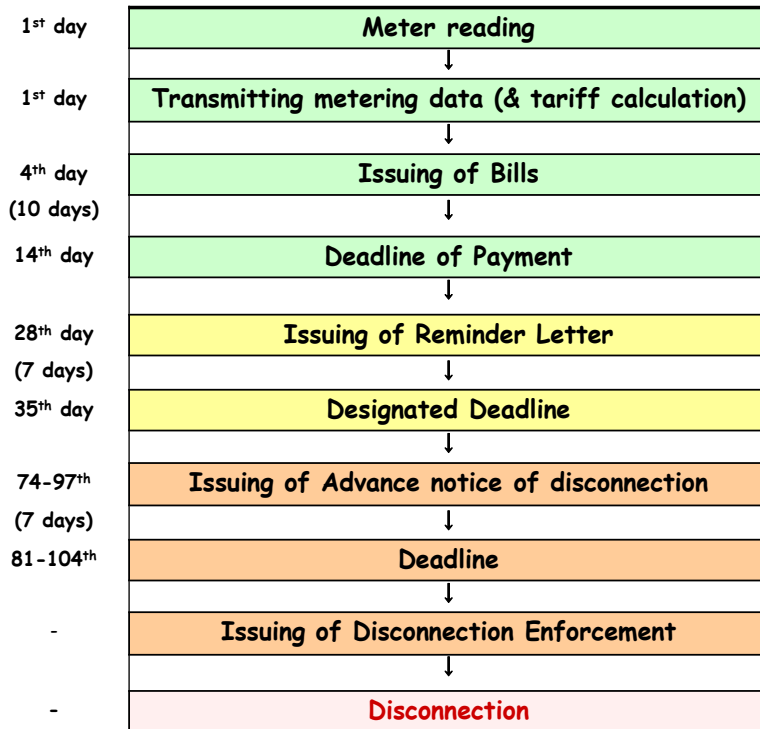 1st day Meter reading
↓
1st day Transmitting metering data (& tariff calculation)
↓
4th day Issuing of Bills
(10 days) ↓
14th day Deadline of Payment
↓
28th day Issuing of Reminder Letter
(7 days) ↓
35th day Designated Deadline
↓
74-97th Issuing of Advance notice of disconnection
(7 days) ↓
81-104th Deadline
↓
- Issuing of Disconnection Enforcement
↓
- Disconnection